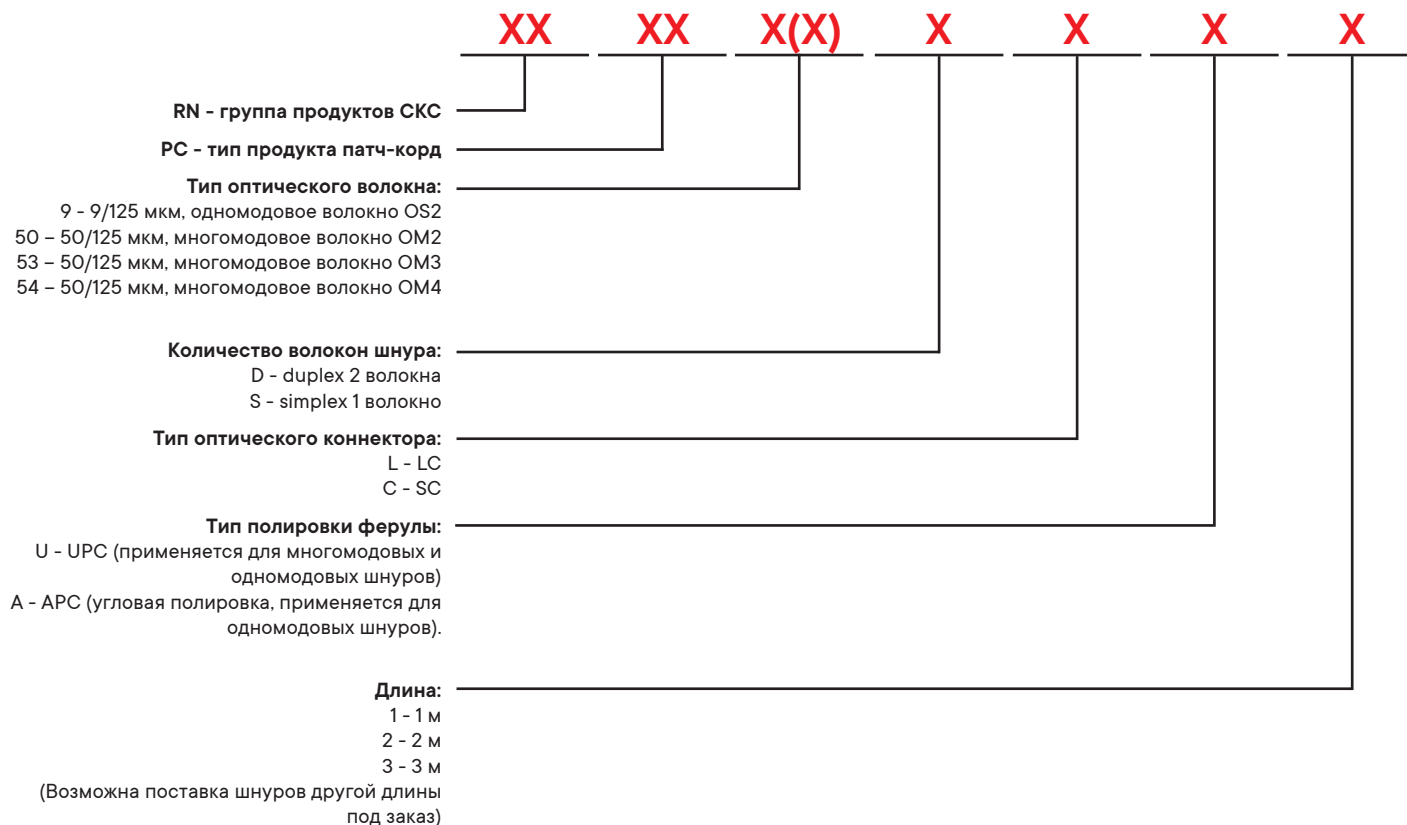 XX XX X(X) X X X X
RN - группа продуктов СКС
PC - тип продукта патч-корд
Тип оптического волокна:
9 - 9/125 мкм, одномодовое волокно OS2
50 – 50/125 мкм, многомодовое волокно OM2
53 – 50/125 мкм, многомодовое волокно OM3
54 – 50/125 мкм, многомодовое волокно OM4
Количество волокон шнура:
D - duplex 2 волокна
S - simplex 1 волокно
Тип оптического коннектора:
L - LC
C - SC
Тип полировки ферулы:
U - UPC (применяется для многомодовых и
одномодовых шнуров)
A - APC (угловая полировка, применяется для
одномодовых шнуров).
Длина:
1 - 1 м
2 - 2 м
3 - 3 м
(Возможна поставка шнуров другой длины
под заказ)